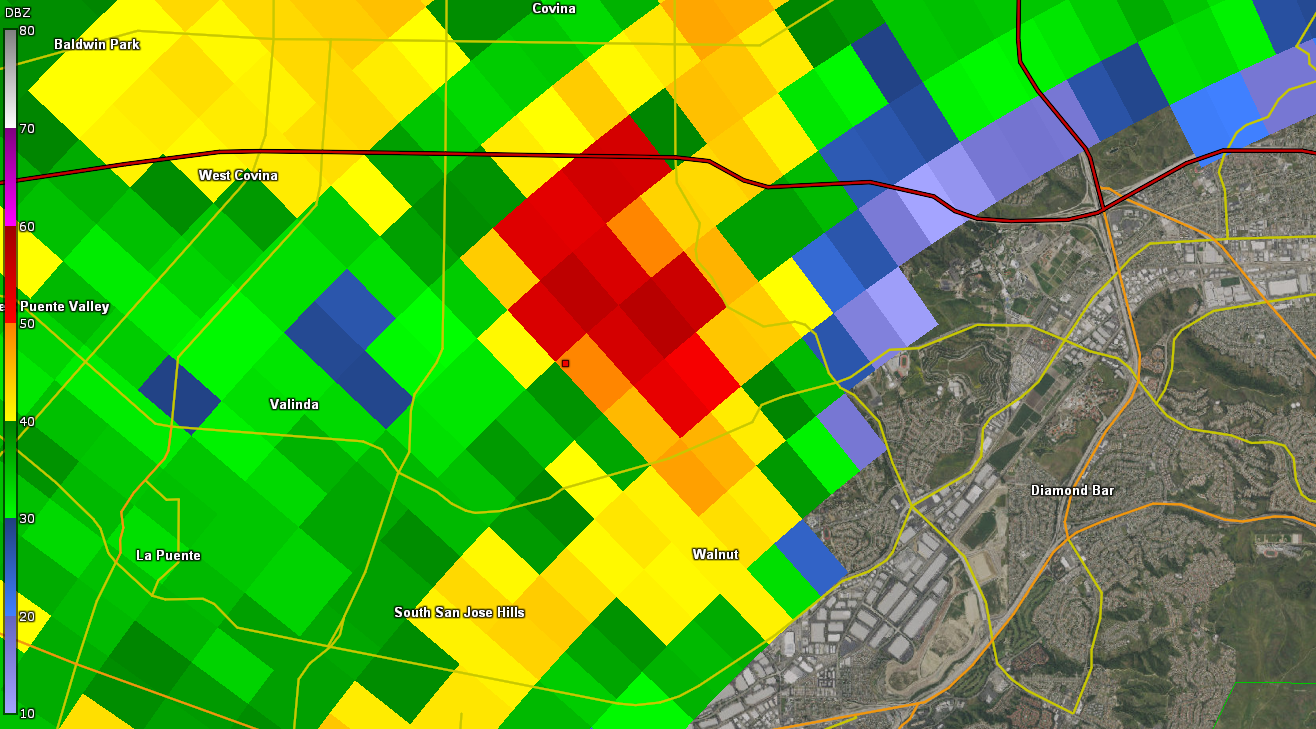 DBZ
Covina
80
Baldwin Park
70
West Covina
60
e Puente Valley
50
40
Valinda
Diamond Bar
30
La Puente
Walnut
20
South San Jose Hills
10